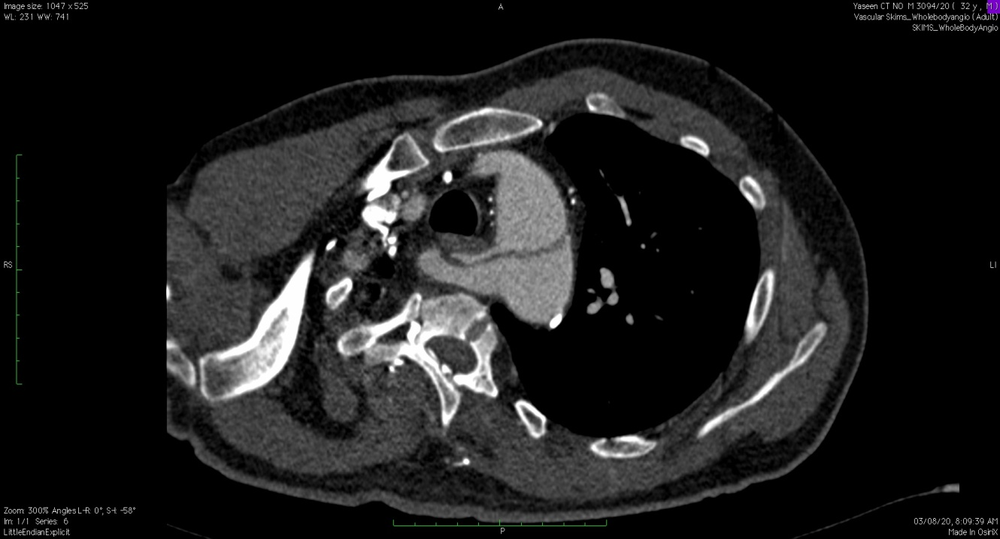 Image size: 1047 x 525
WL: 231 WW: 741
A
Yaseen CT NO M 3094/20 ( 32 y , M )
Vascular Skims_Wholebodyangio (Adult)
SKIMS_WholeBodyAngio
RS
LI
Zoom: 300% Angles L-R: 0°, S-I: -58°
Im: 1/1 Series: 6
LittleEndianExplicit
P
03/08/20, 8:09:39 AM
Made In OsiriX